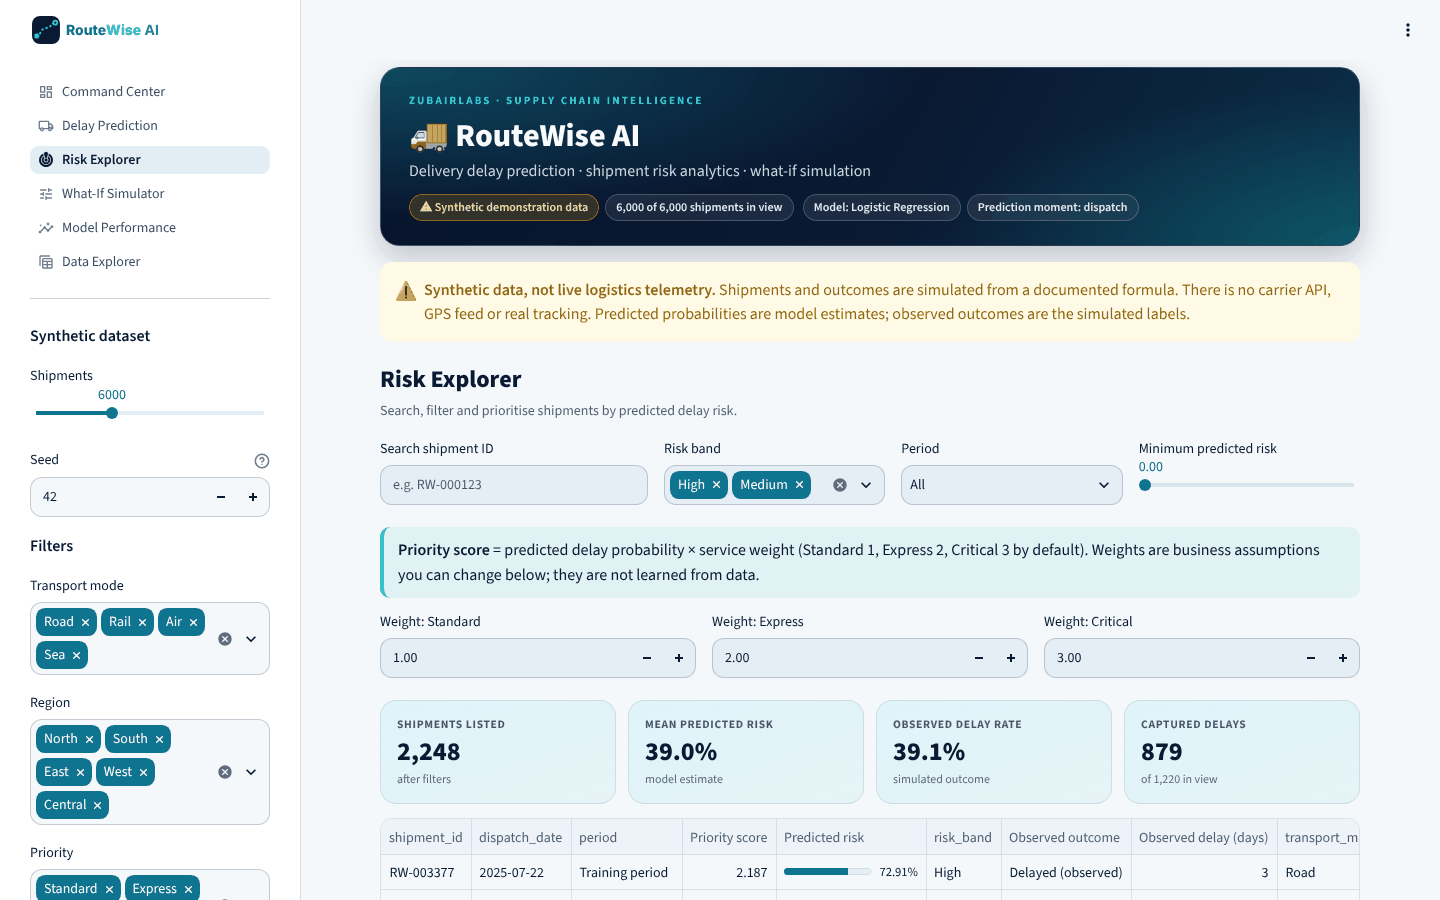 RouteWise AI
Command Center
Delay Prediction
Risk Explorer
What-If Simulator
Model Performance
Data Explorer
Synthetic dataset
Shipments
6000
Seed
42
Filters
Transport mode
Road
Rail
Air
Sea
Region
North
South
East
West
Central
Priority
Standard
Express
ZUBAIRLABS · SUPPLY CHAIN INTELLIGENCE
RouteWise AI
Delivery delay prediction · shipment risk analytics · what-if simulation
Synthetic demonstration data
6,000 of 6,000 shipments in view
Model: Logistic Regression
Prediction moment: dispatch
Synthetic data, not live logistics telemetry. Shipments and outcomes are simulated from a documented formula. There is no carrier API,
GPS feed or real tracking. Predicted probabilities are model estimates; observed outcomes are the simulated labels.
Risk Explorer
Search, filter and prioritise shipments by predicted delay risk.
Search shipment ID
e.g. RW-000123
Risk band
High
Medium
Period
All
Minimum predicted risk
0.00
Priority score = predicted delay probability × service weight (Standard 1, Express 2, Critical 3 by default). Weights are business assumptions
you can change below; they are not learned from data.
Weight: Standard
1.00
Weight: Express
2.00
Weight: Critical
3.00
SHIPMENTS LISTED
2,248
after filters
MEAN PREDICTED RISK
39.0%
model estimate
OBSERVED DELAY RATE
39.1%
simulated outcome
CAPTURED DELAYS
879
of 1,220 in view
shipment_id dispatch_date period Priority score Predicted risk risk_band Observed outcome Observed delay (days) transport_m
RW-003377 2025-07-22 Training period 2.187 72.91% High Delayed (observed) 3 Road